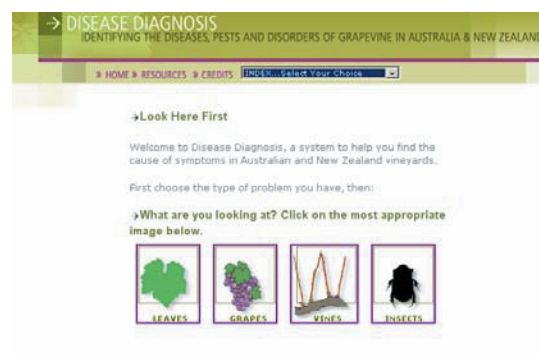 DISEASE DIAGNOSIS
IDENTIFYING THE DISEASES, PESTS AND DISORDERS OF GRAPEVINE IN AUSTRALIA & NEW ZEALAND
HOME RESOURCES CREDITS INDEX...Select Your Choice
Look Here First
Welcome to Disease Diagnosis, a system to help you find the
cause of symptoms in Australian and New Zealand vineyards.
First choose the type of problem you have, then:
What are you looking at? Click on the most appropriate
image below.
LEAVES GRAPES VINES INSECTS